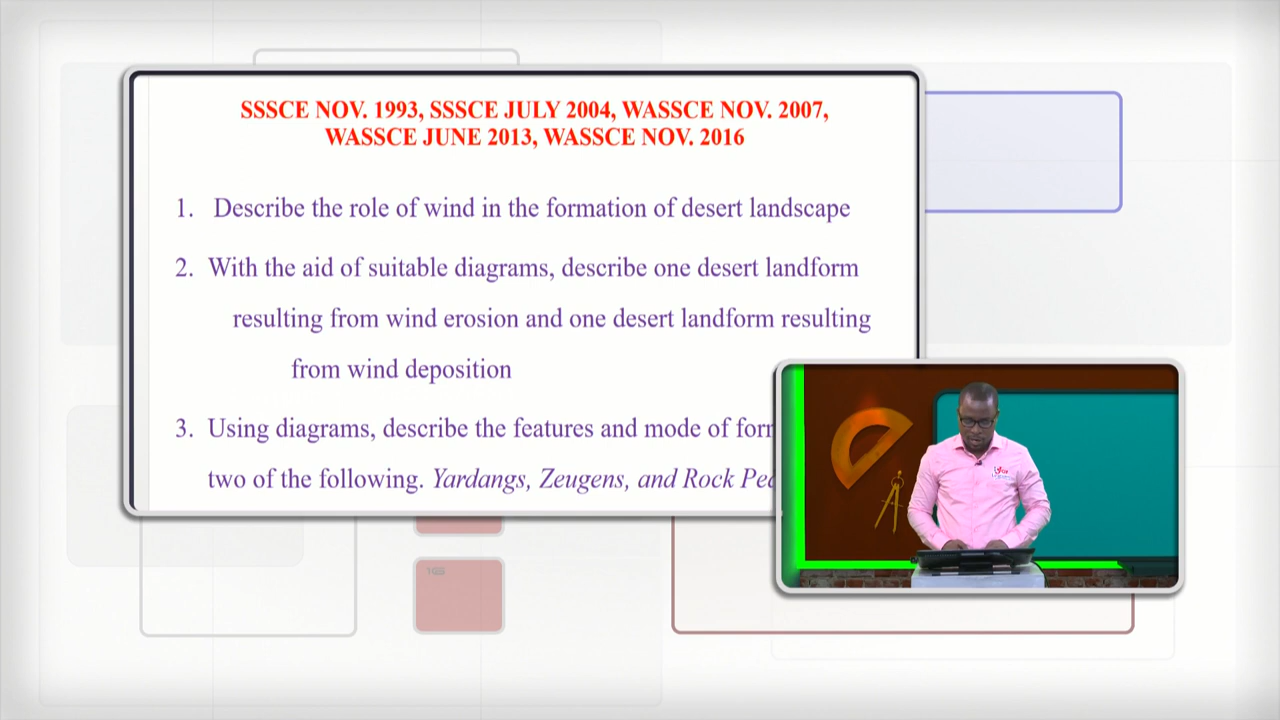 SSSCE NOV. 1993, SSSCE JULY 2004, WASSCE NOV. 2007,
WASSCE JUNE 2013, WASSCE NOV. 2016
1. Describe the role of wind in the formation of desert landscape
2. With the aid of suitable diagrams, describe one desert landform
resulting from wind erosion and one desert landform resulting
from wind deposition
3. Using diagrams, describe the features and mode of
two of the following. Yardangs, Zeugens, and Rock